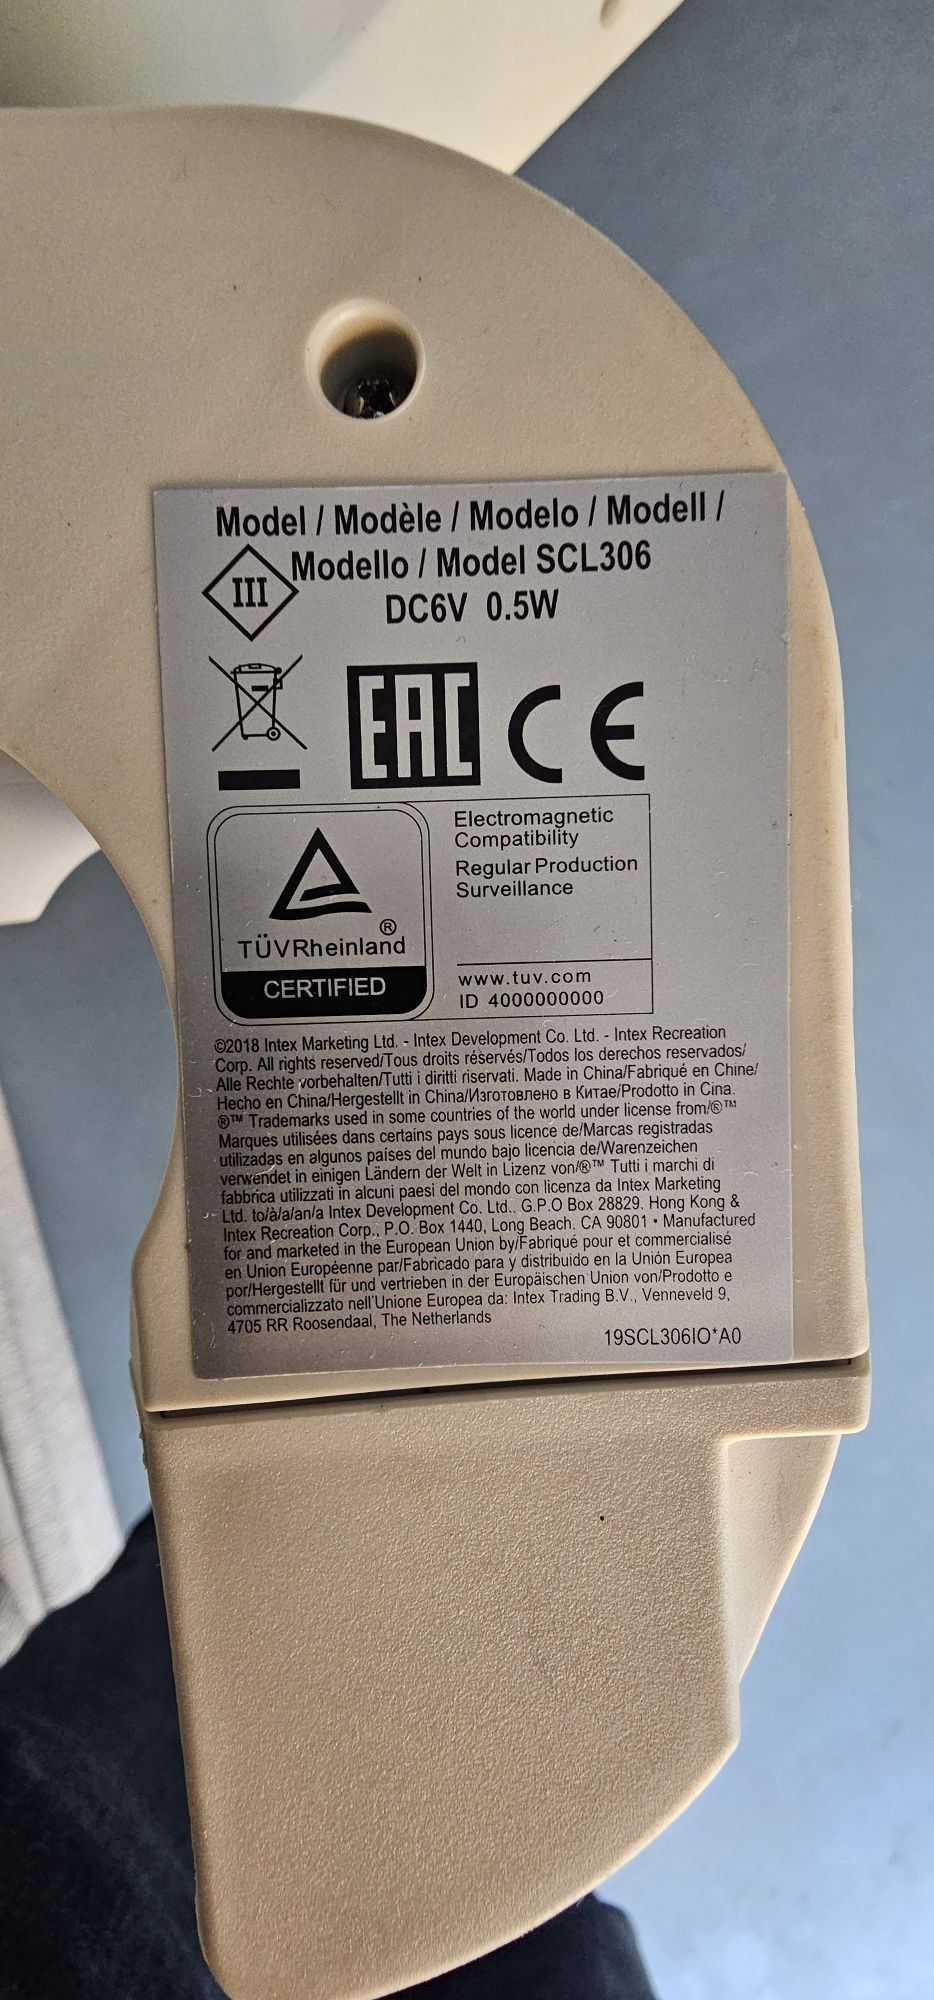 Model / Modèle / Modelo / Modell /
Modello / Model SCL306
III
DC6V 0.5W
EAC CE
Electromagnetic
Compatibility
Regular Production
Surveillance
TÜVRheinland®
CERTIFIED
www.tuv.com
ID 4000000000
©2018 Intex Marketing Ltd. - Intex Development Co. Ltd. - Intex Recreation
Corp. All rights reserved/Tous droits réservés/Todos los derechos reservados/
Alle Rechte vorbehalten/Tutti i diritti riservati. Made in China/Fabriqué en Chine/
Hecho en China/Hergestellt in China/Изготовлено в Китае/Prodotto in Cina.
®™ Trademarks used in some countries of the world under license from/®™
Marques utilisées dans certains pays sous licence de/Marcas registradas
utilizadas en algunos países del mundo bajo licencia de/Warenzeichen
verwendet in einigen Ländern der Welt in Lizenz von/®™ Tutti i marchi di
fabbrica utilizzati in alcuni paesi del mondo con licenza da Intex Marketing
Ltd. to/à/a/an/a Intex Development Co. Ltd., G.P.O Box 28829, Hong Kong &
Intex Recreation Corp., P.O. Box 1440, Long Beach, CA 90801 • Manufactured
for and marketed in the European Union by/Fabriqué pour et commercialisé
en Union Européenne par/Fabricado para y distribuido en la Unión Europea
por/Hergestellt für und vertrieben in der Europäischen Union von/Prodotto e
commercializzato nell'Unione Europea da: Intex Trading B.V., Venneveld 9,
4705 RR Roosendaal, The Netherlands
19SCL306IO*A0